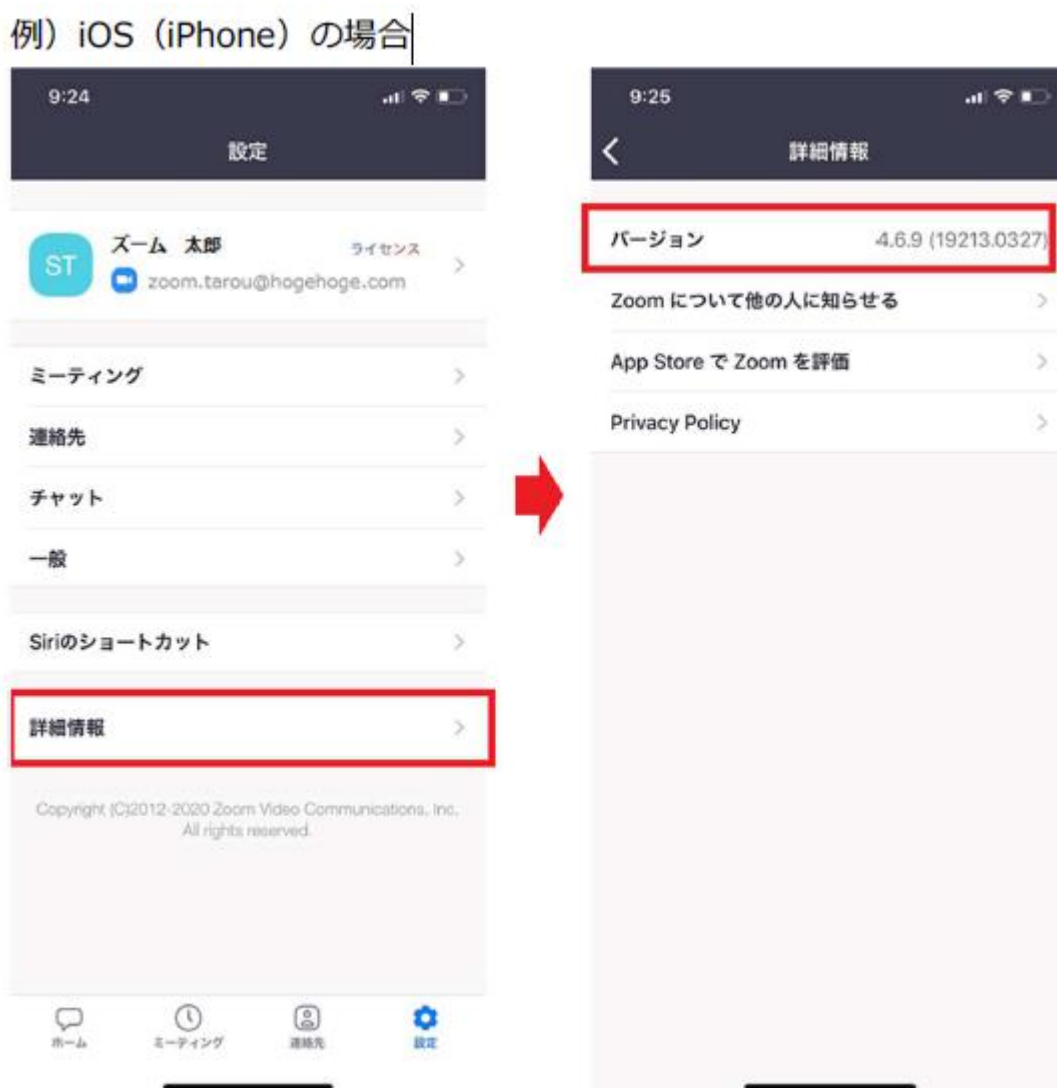 例）iOS（iPhone）の場合
9:24
設定
ST
ズーム 太郎
ライセンス
zoom.tarou@hogehoge.com
ミーティング
連絡先
チャット
一般
Siriのショートカット
詳細情報
Copyright (C)2012-2020 Zoom Video Communications, Inc.
All rights reserved.
ホーム
ミーティング
連絡先
設定
9:25
詳細情報
バージョン 4.6.9 (19213.0327)
Zoom について他の人に知らせる
App Store で Zoom を評価
Privacy Policy